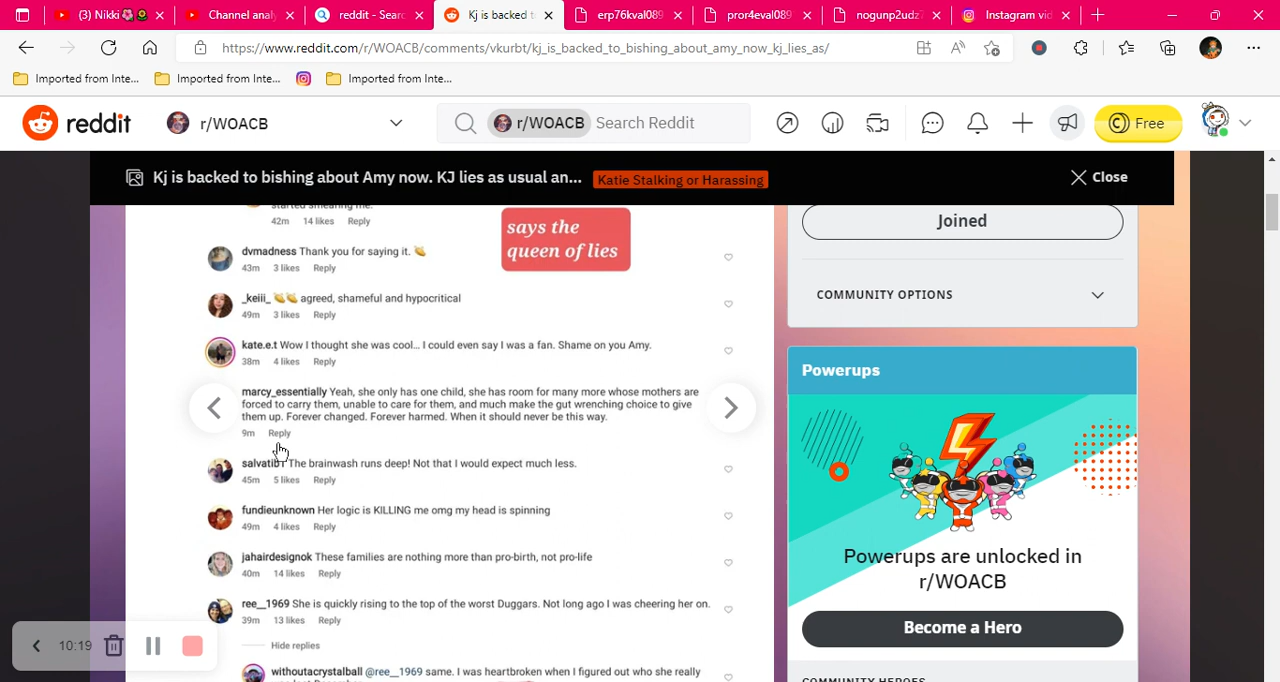 (3) Nikki
Channel anal
reddit - Searc
Kj is backed t
erp76kval089
pror4eval089
nogunp2udz7
Instagram vid
https://www.reddit.com/r/WOACB/comments/vkurbt/kj_is_backed_to_bishing_about_amy_now_kj_lies_as/
Imported from Inte...
Imported from Inte...
Imported from Inte...
reddit
r/WOACB
r/WOACB Search Reddit
Free
Kj is backed to bishing about Amy now. KJ lies as usual an...
Katie Stalking or Harassing
Close
started smearing me.
42m 14 likes Reply
says the
queen of lies
Joined
dvmadness Thank you for saying it. 👏
43m 3 likes Reply
_keiii_ 👏👏 agreed, shameful and hypocritical
49m 3 likes Reply
COMMUNITY OPTIONS
kate.e.t Wow I thought she was cool... I could even say I was a fan. Shame on you Amy.
38m 4 likes Reply
Powerups
marcy_essentially Yeah, she only has one child, she has room for many more whose mothers are
forced to carry them, unable to care for them, and much make the gut wrenching choice to give
them up. Forever changed. Forever harmed. When it should never be this way.
9m Reply
The brainwash runs deep! Not that I would expect much less.
45m 5 likes Reply
fundieunknown Her logic is KILLING me omg my head is spinning
49m 4 likes Reply
jahairdesignok These families are nothing more than pro-birth, not pro-life
40m 14 likes Reply
Powerups are unlocked in
r/WOACB
ree__1969 She is quickly rising to the top of the worst Duggars. Not long ago I was cheering her on.
39m 13 likes Reply
Become a Hero
Hide replies
withoutacrystalball @ree__1969 same. I was heartbroken when I figured out who she really
10:19
COMMUNITY HEROES